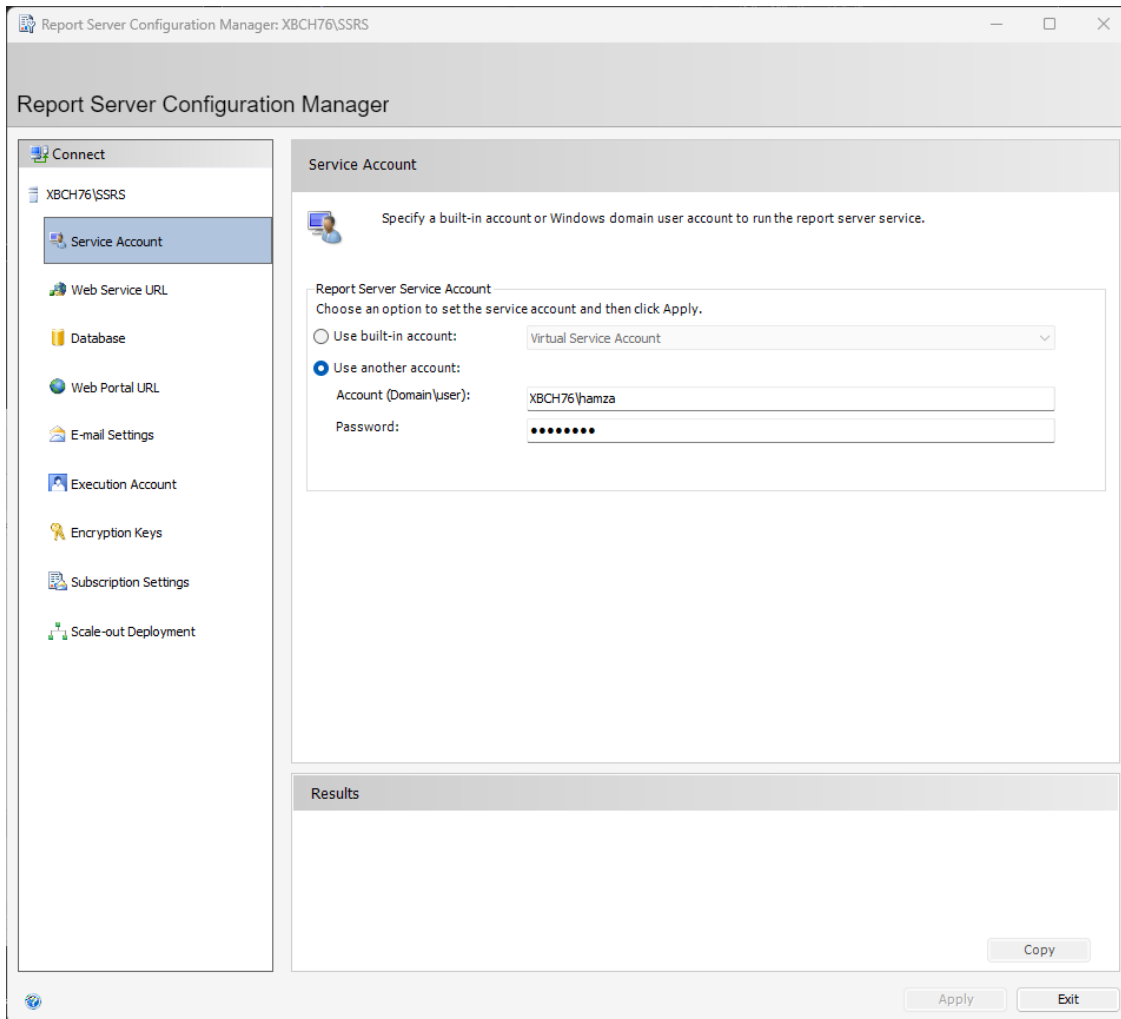 Report Server Configuration Manager: XBCH76\SSRS
Report Server Configuration Manager
Connect
XBCH76\SSRS
Service Account
Web Service URL
Database
Web Portal URL
E-mail Settings
Execution Account
Encryption Keys
Subscription Settings
Scale-out Deployment
Service Account
Specify a built-in account or Windows domain user account to run the report server service.
Report Server Service Account
Choose an option to set the service account and then click Apply.
Use built-in account: Virtual Service Account
Use another account:
Account (Domain\user): XBCH76\hamza
Password: ●●●●●●●●
Results
Copy
Apply Exit